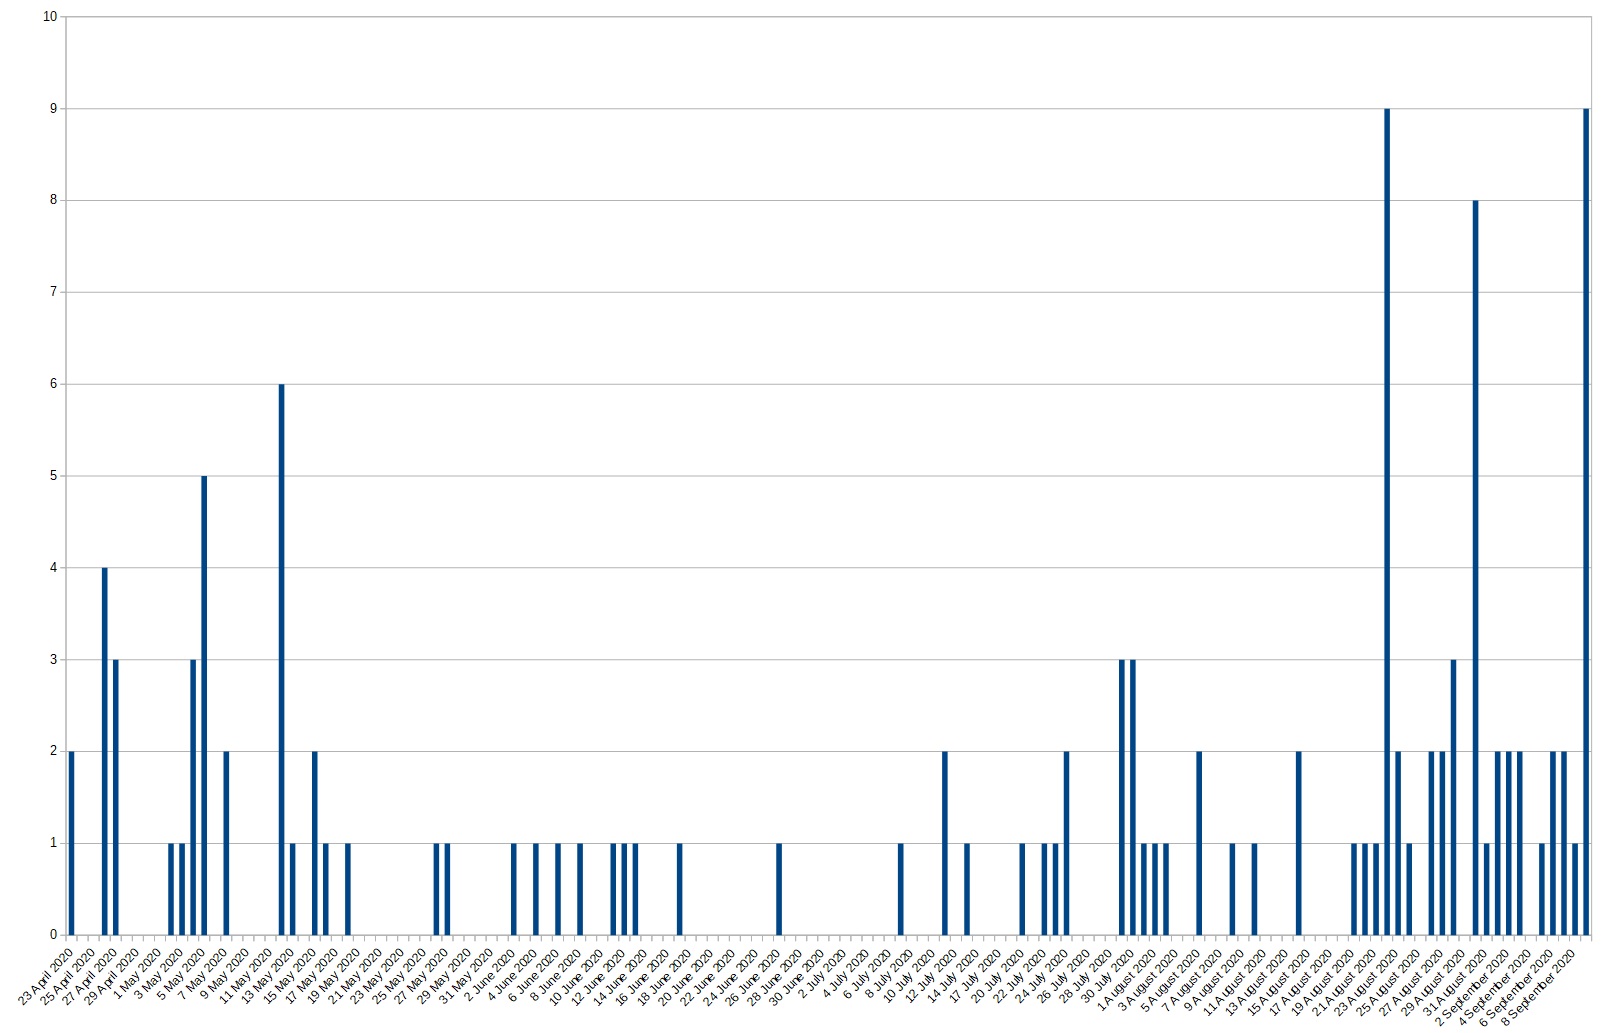 10
9
8
7
6
5
4
3
2
1
0
23 April 2020
25 April 2020
27 April 2020
29 April 2020
1 May 2020
3 May 2020
5 May 2020
7 May 2020
9 May 2020
11 May 2020
13 May 2020
15 May 2020
17 May 2020
19 May 2020
21 May 2020
23 May 2020
25 May 2020
27 May 2020
29 May 2020
31 May 2020
2 June 2020
4 June 2020
6 June 2020
8 June 2020
10 June 2020
12 June 2020
14 June 2020
16 June 2020
18 June 2020
20 June 2020
22 June 2020
24 June 2020
26 June 2020
28 June 2020
30 June 2020
2 July 2020
4 July 2020
6 July 2020
8 July 2020
10 July 2020
12 July 2020
14 July 2020
17 July 2020
20 July 2020
22 July 2020
24 July 2020
26 July 2020
28 July 2020
30 July 2020
1 August 2020
3 August 2020
5 August 2020
7 August 2020
9 August 2020
11 August 2020
13 August 2020
15 August 2020
17 August 2020
19 August 2020
21 August 2020
23 August 2020
25 August 2020
27 August 2020
29 August 2020
31 August 2020
2 September 2020
4 September 2020
6 September 2020
8 September 2020